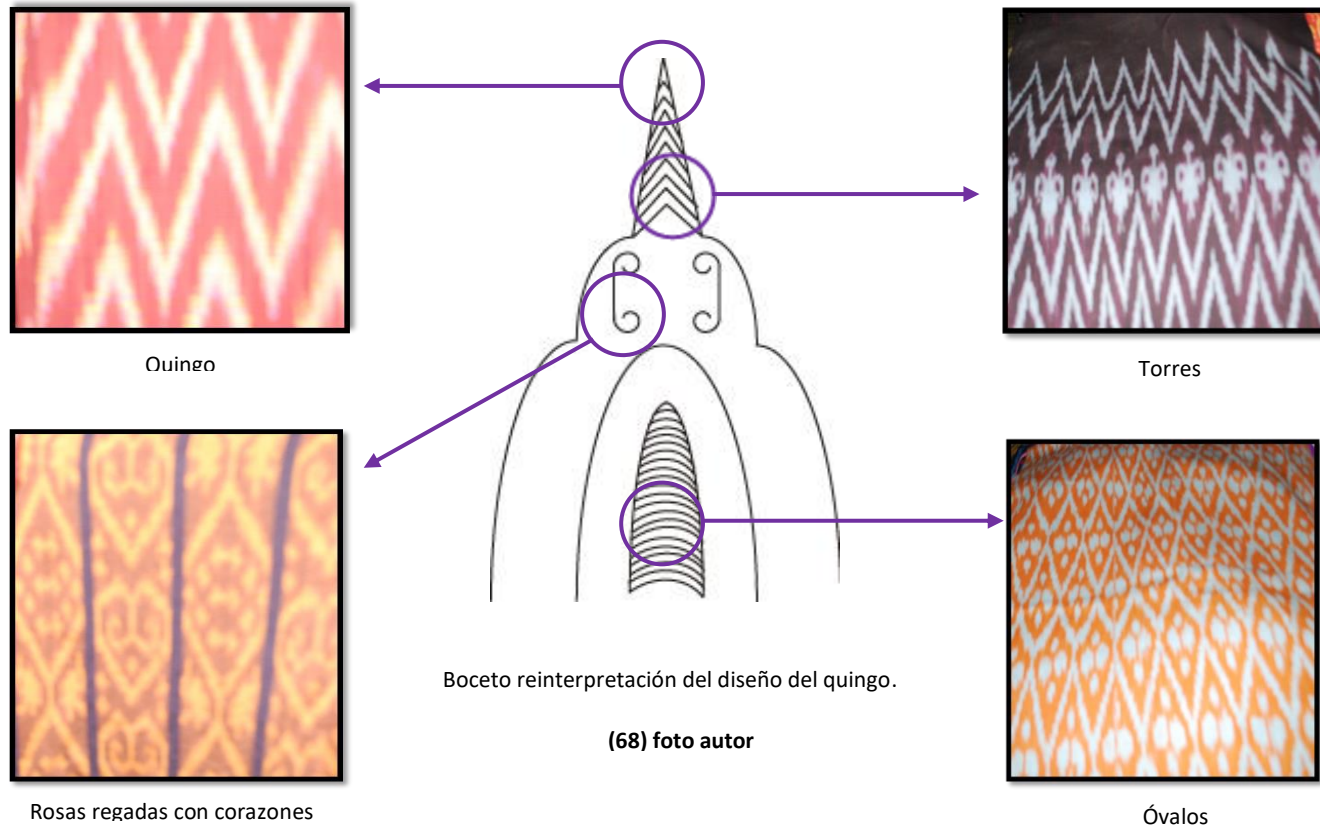 Quingo
Torres
Boceto reinterpretación del diseño del quingo.
(68) foto autor
Rosas regadas con corazones
Óvalos